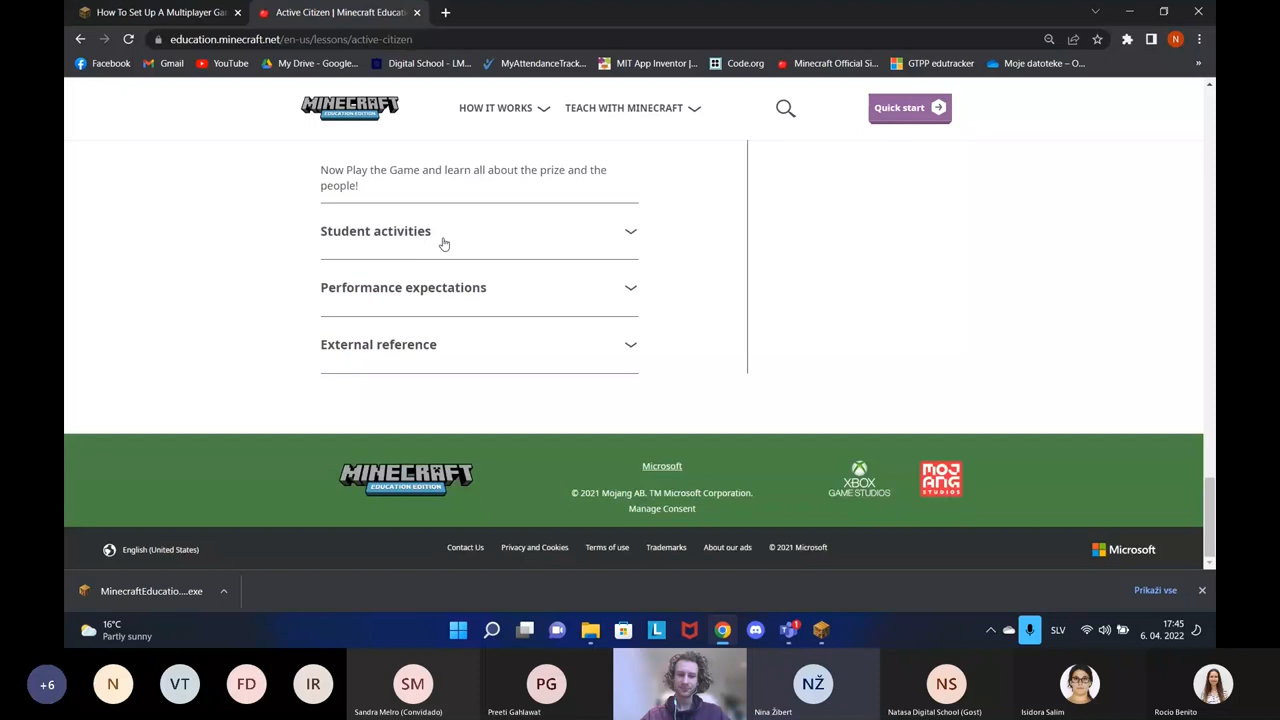 How To Set Up A Multiplayer Gar
Active Citizen | Minecraft Educati
education.minecraft.net/en-us/lessons/active-citizen
N
Facebook
Gmail
YouTube
My Drive - Google...
Digital School - LM...
MyAttendanceTrack...
MIT App Inventor |...
Code.org
Minecraft Official Si...
GTPP edutracker
Moje datoteke – O...
»
MINECRAFT
EDUCATION EDITION
HOW IT WORKS
TEACH WITH MINECRAFT
Quick start
Now Play the Game and learn all about the prize and the
people!
Student activities
Performance expectations
External reference
MINECRAFT
EDUCATION EDITION
Microsoft
© 2021 Mojang AB. TM Microsoft Corporation.
Manage Consent
XBOX
GAME STUDIOS
MOJANG
STUDIOS
English (United States)
Contact Us
Privacy and Cookies
Terms of use
Trademarks
About our ads
© 2021 Microsoft
Microsoft
MinecraftEducatio....exe
Prikaži vse
16°C
Partly sunny
L
1
SLV
17:45
6. 04. 2022
+6
N
VT
FD
IR
SM
Sandra Melro (Convidado)
PG
Preeti Gahlawat
NŽ
Nina Žibert
NS
Natasa Digital School (Gost)
Isidora Salim
Rocio Benito